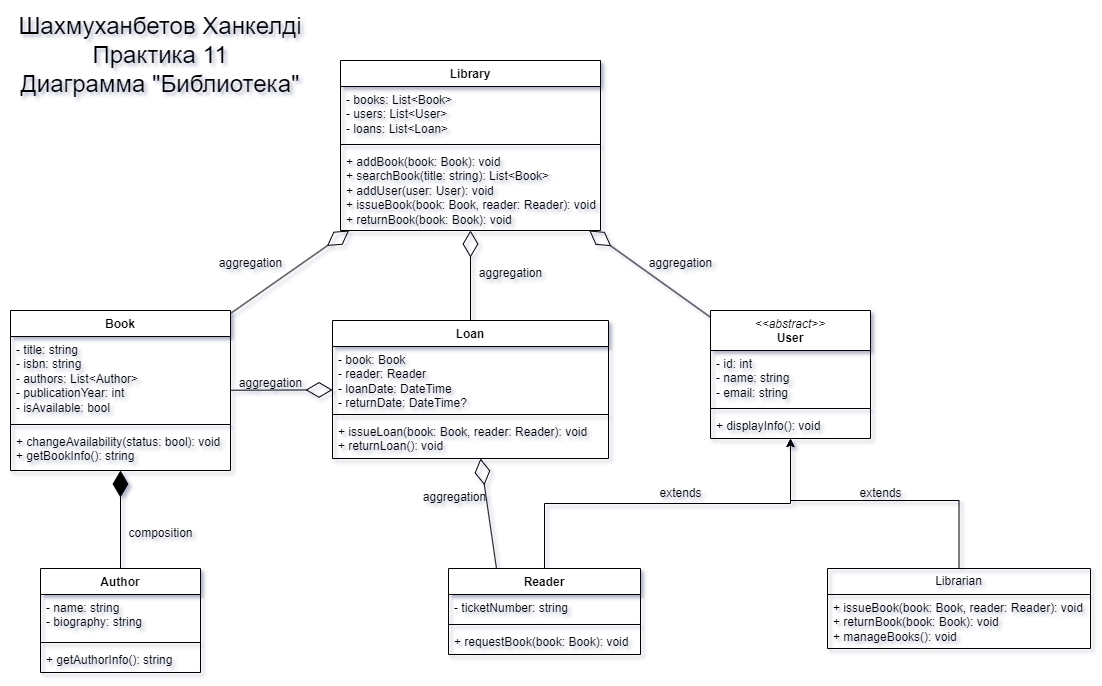 Шахмуханбетов Ханкелді
Практика 11
Диаграмма "Библиотека"
Library
- books: List<Book>
- users: List<User>
- loans: List<Loan>
+ addBook(book: Book): void
+ searchBook(title: string): List<Book>
+ addUser(user: User): void
+ issueBook(book: Book, reader: Reader): void
+ returnBook(book: Book): void
aggregation
aggregation
aggregation
Book
- title: string
- isbn: string
- authors: List<Author>
- publicationYear: int
- isAvailable: bool
+ changeAvailability(status: bool): void
+ getBookInfo(): string
aggregation
Loan
- book: Book
- reader: Reader
- loanDate: DateTime
- returnDate: DateTime?
+ issueLoan(book: Book, reader: Reader): void
+ returnLoan(): void
<<abstract>>
User
- id: int
- name: string
- email: string
+ displayInfo(): void
composition
aggregation
extends
extends
Author
- name: string
- biography: string
+ getAuthorInfo(): string
Reader
- ticketNumber: string
+ requestBook(book: Book): void
Librarian
+ issueBook(book: Book, reader: Reader): void
+ returnBook(book: Book): void
+ manageBooks(): void